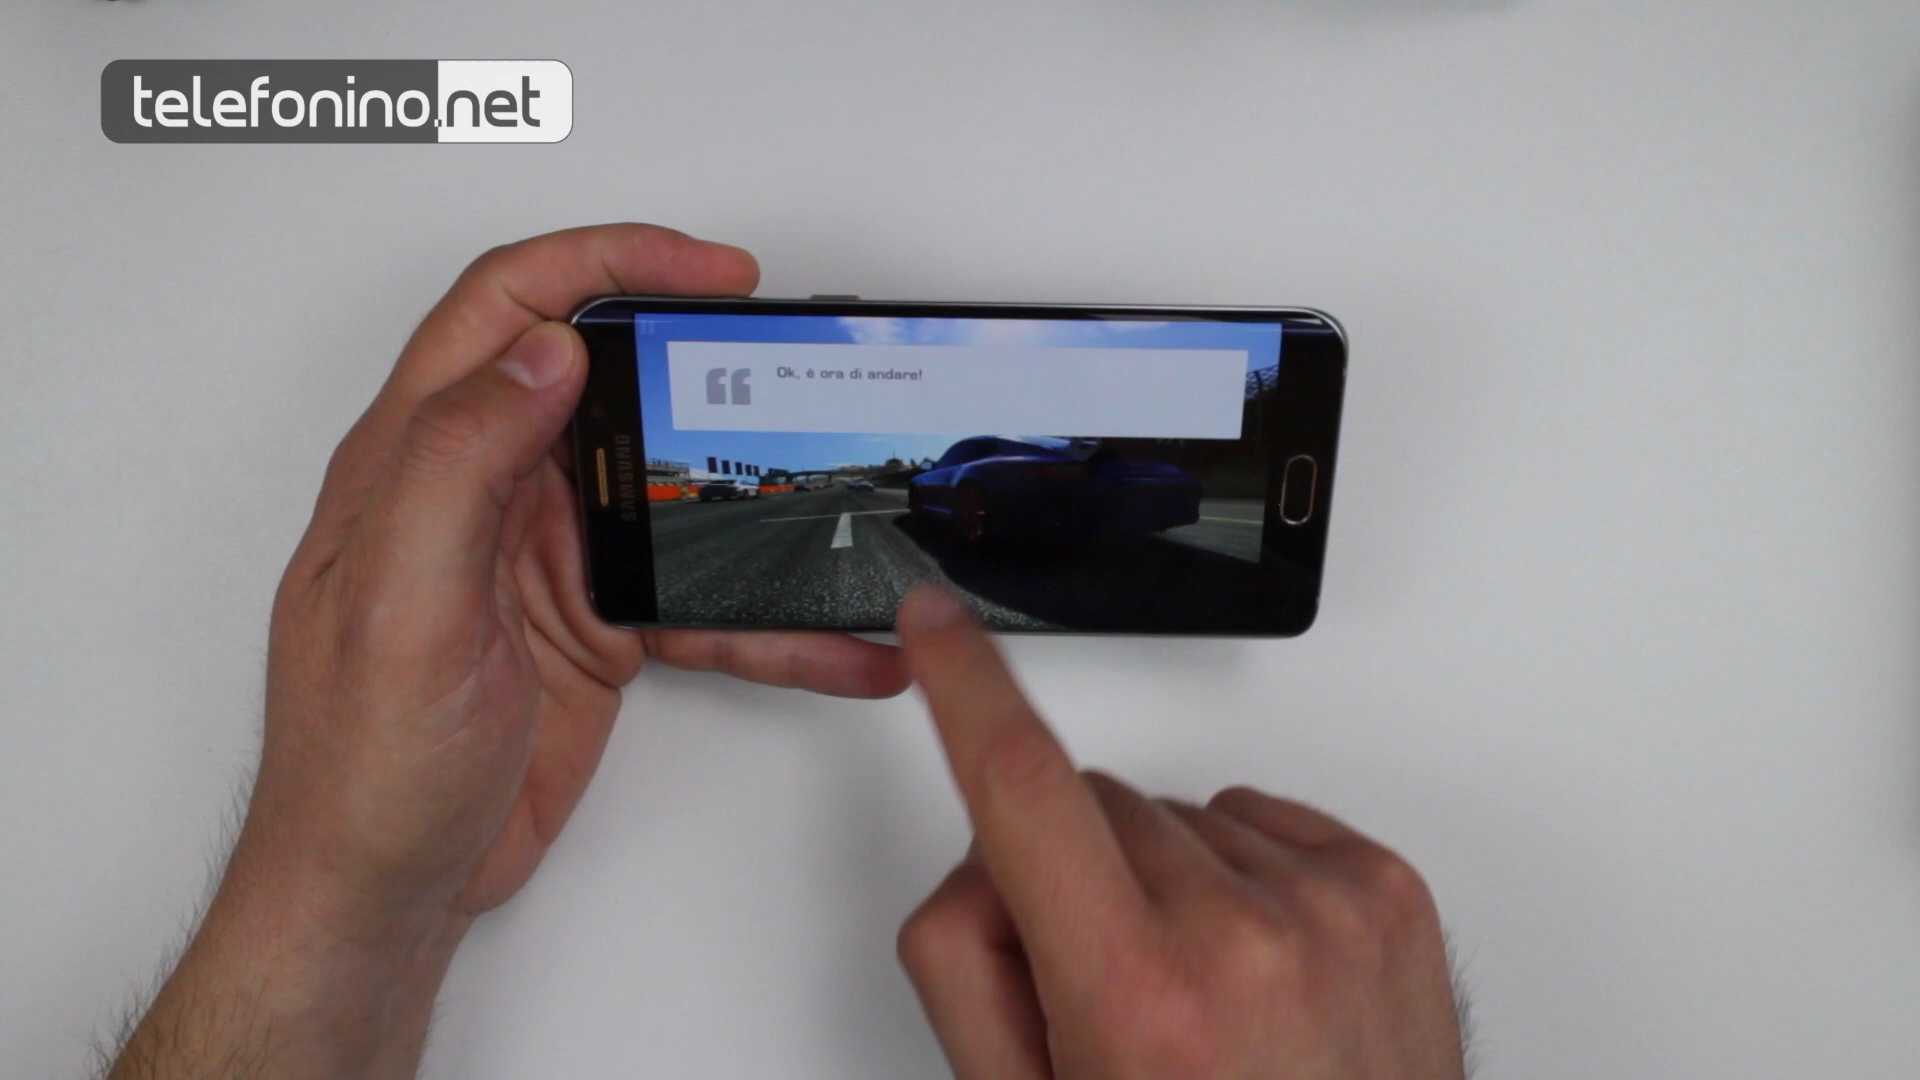 telefonino.net
Ok, è ora di andare!
SAMSUNG